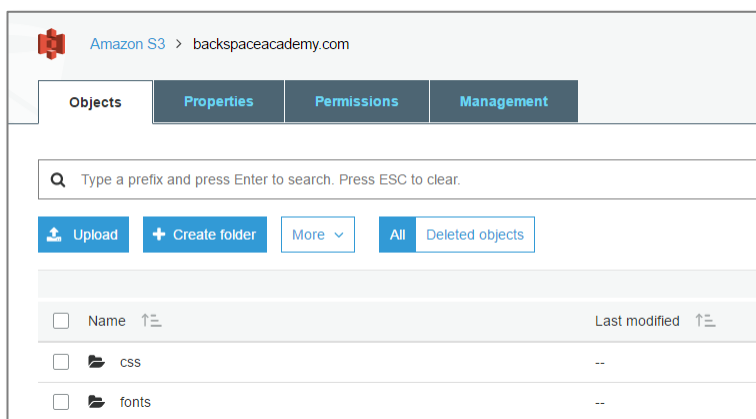 Amazon S3 > backspaceacademy.com
Objects Properties Permissions Management
Type a prefix and press Enter to search. Press ESC to clear.
Upload + Create folder More All Deleted objects
Name Last modified
css --
fonts --